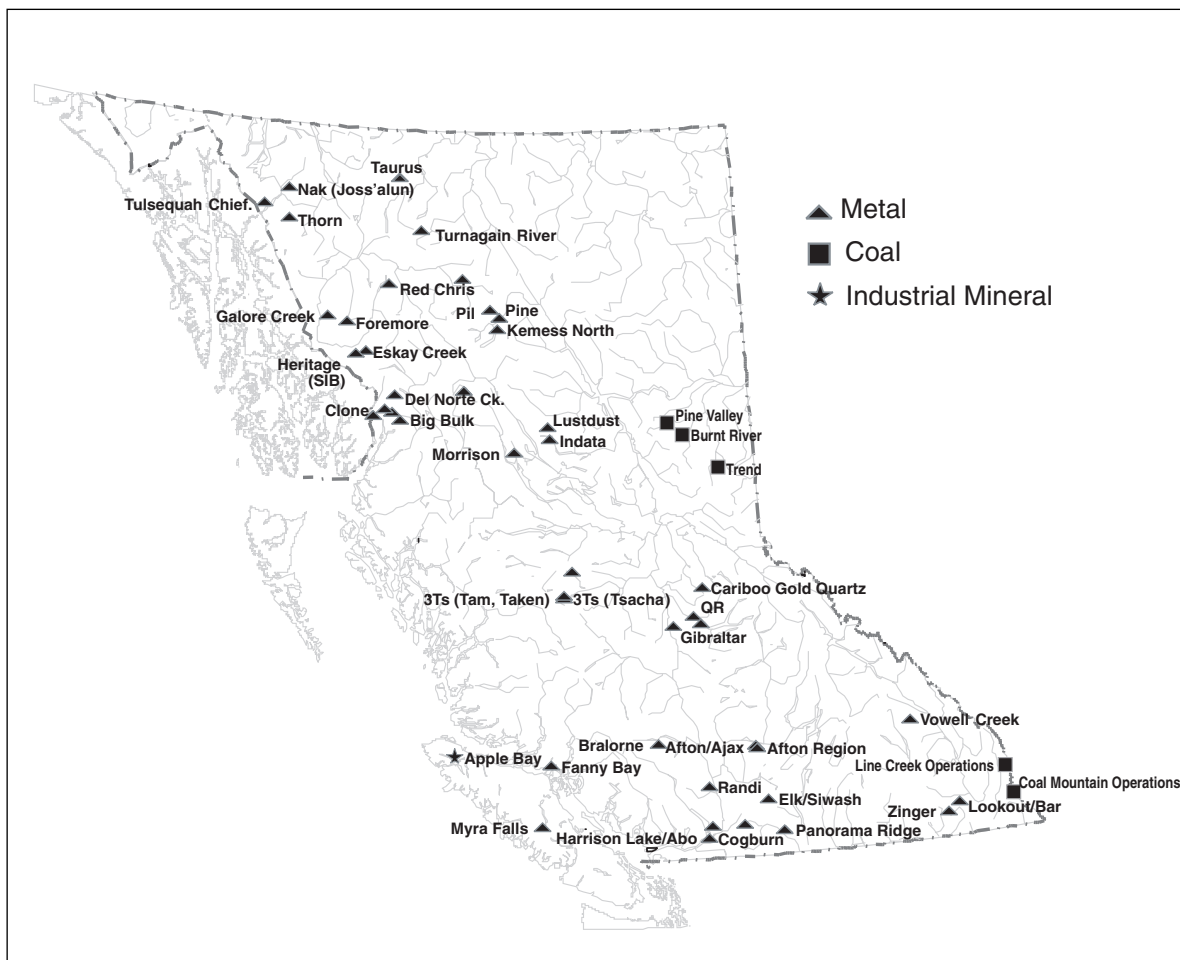 Taurus
Nak (Joss'alun)
Tulsequah Chief.
Thorn
Turnagain River
Metal
Coal
Industrial Mineral
Red Chris
Galore Creek
Foremore
Pil
Pine
Kemess North
Eskay Creek
Heritage
(SIB)
Del Norte Ck.
Clone
Big Bulk
Lustdust
Indata
Morrison
Pine Valley
Burnt River
Trend
Cariboo Gold Quartz
3Ts (Tam, Taken)
3Ts (Tsacha)
QR
Gibraltar
Vowell Creek
Bralorne
Afton/Ajax
Afton Region
Apple Bay
Fanny Bay
Line Creek Operations
Coal Mountain Operations
Randi
Elk/Siwash
Lookout/Bar
Zinger
Myra Falls
Harrison Lake/Abo
Cogburn
Panorama Ridge